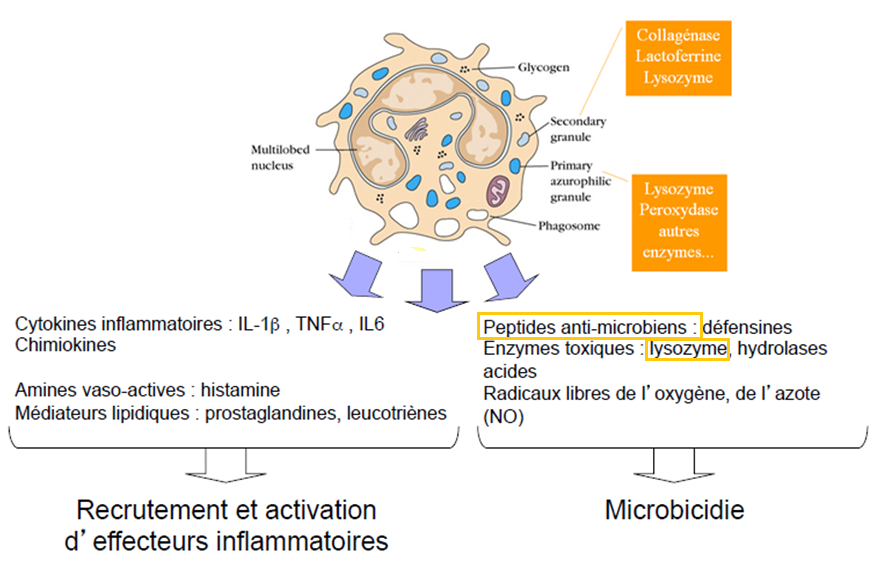 Collagénase
Lactoferrine
Lysozyme
Glycogen
Secondary
granule
Multilobed
nucleus
Primary
azurophilic
granule
Lysozyme
Peroxydase
autres
enzymes...
Phagosome
Cytokines inflammatoires : IL-1β , TNFα , IL6
Chimiokines
Amines vaso-actives : histamine
Médiateurs lipidiques : prostaglandines, leucotriènes
Peptides anti-microbiens : défensines
Enzymes toxiques : lysozyme, hydrolases
acides
Radicaux libres de l’oxygène, de l’azote
(NO)
Recrutement et activation
d’effecteurs inflammatoires
Microbicidie